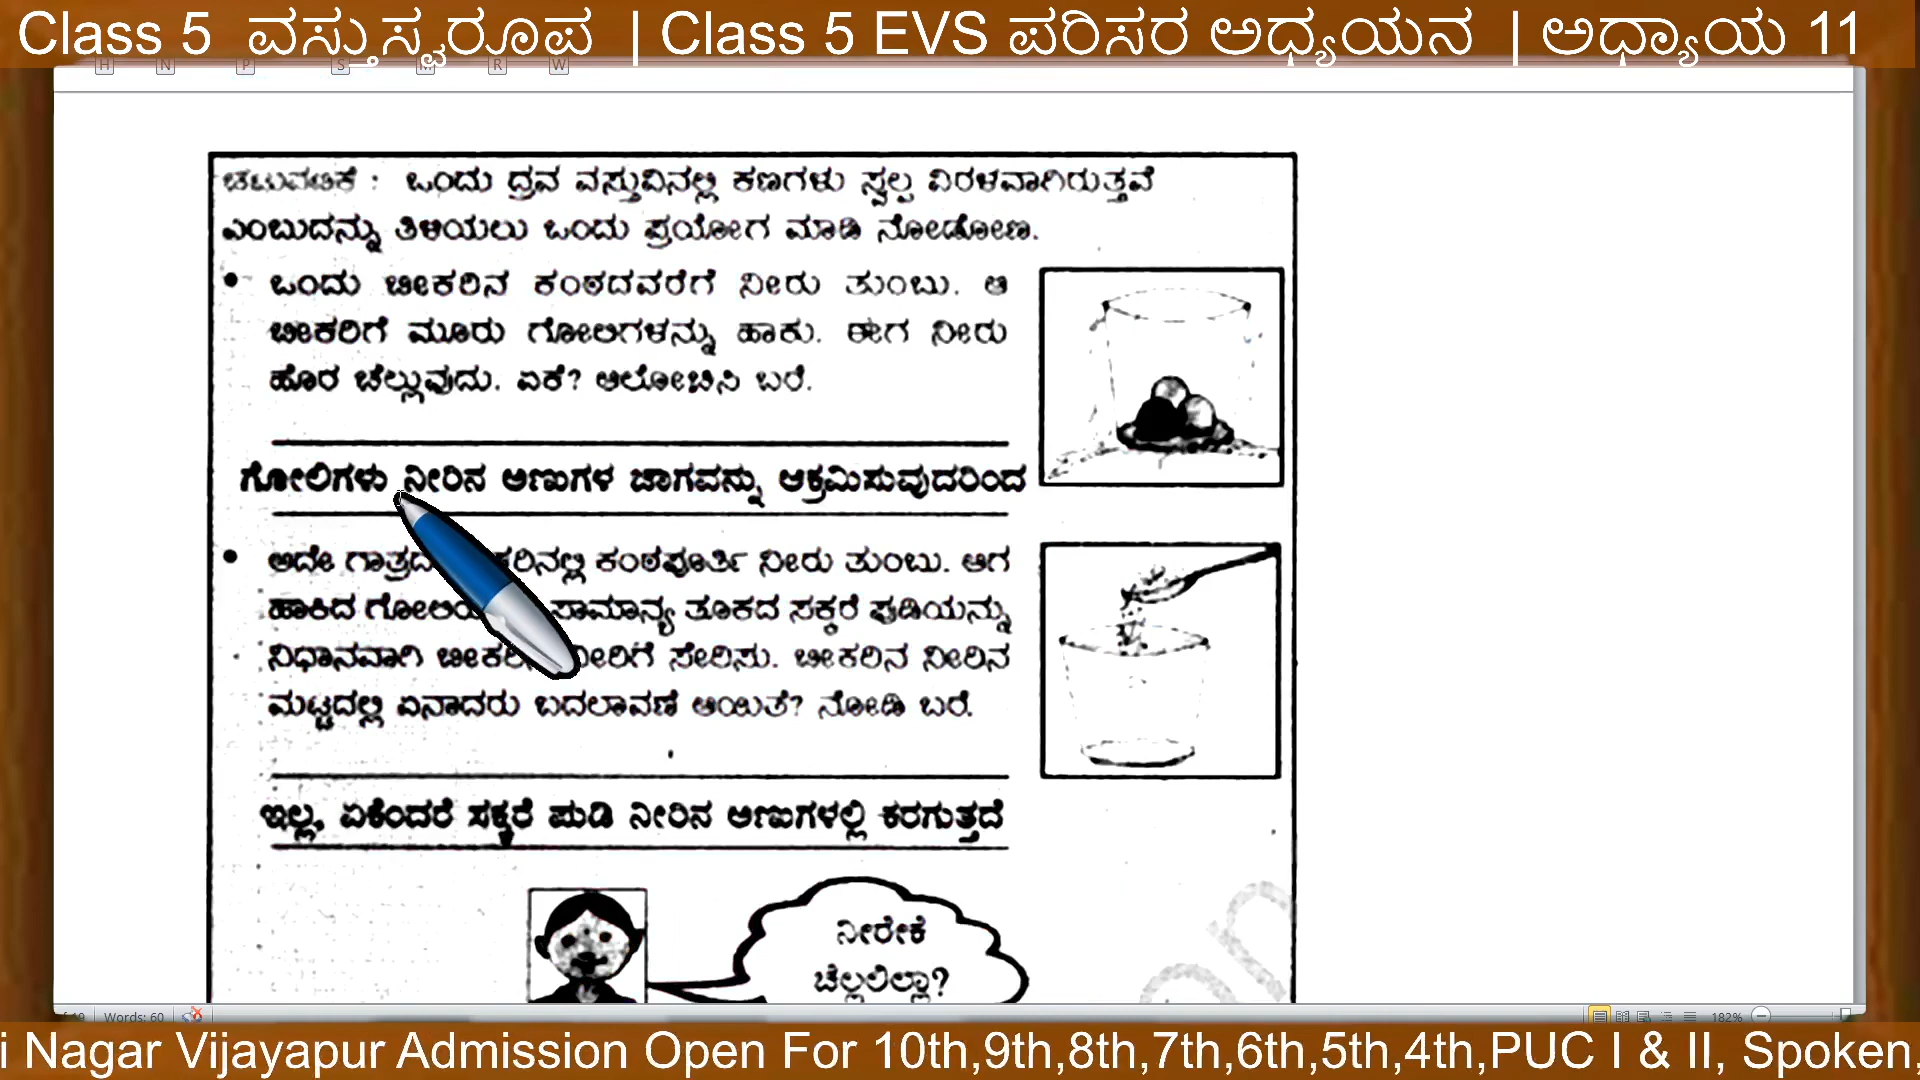 Class 5 ವಸ್ತುಸ್ವರೂಪ | Class 5 EVS ಪರಿಸರ ಅಧ್ಯಯನ | ಅಧ್ಯಾಯ 11
H N P S M R W
ಚಟುವಟಿಕೆ : ಒಂದು ದ್ರವ ವಸ್ತುವಿನಲ್ಲಿ ಕಣಗಳು ಸ್ವಲ್ಪ ವಿರಳವಾಗಿರುತ್ತವೆ
ಎಂಬುದನ್ನು ತಿಳಿಯಲು ಒಂದು ಪ್ರಯೋಗ ಮಾಡಿ ನೋಡೋಣ.
• ಒಂದು ಬೀಕರಿನ ಕಂಠದವರೆಗೆ ನೀರು ತುಂಬು. ಆ
ಬೀಕರಿಗೆ ಮೂರು ಗೋಲಿಗಳನ್ನು ಹಾಕು. ಈಗ ನೀರು
ಹೊರ ಚೆಲ್ಲುವುದು. ಏಕೆ? ಆಲೋಚಿಸಿ ಬರೆ.
ಗೋಲಿಗಳು ನೀರಿನ ಅಣುಗಳ ಜಾಗವನ್ನು ಆಕ್ರಮಿಸುವುದರಿಂದ
• ಅದೇ ಕಂಠಪೂರ್ತಿ ನೀರು ತುಂಬು. ಆಗ
ಹಾಕಿದ ಸಾಮಾನ್ಯ ತೂಕದ ಸಕ್ಕರೆ ಪುಡಿಯನ್ನು
ನಿಧಾನವಾಗಿ ಸೇರಿಸು. ಬೀಕರಿನ ನೀರಿನ
ಮಟ್ಟದಲ್ಲಿ ಏನಾದರು ಬದಲಾವಣೆ ಆಯಿತೆ? ನೋಡಿ ಬರೆ.
ಇಲ್ಲ, ಏಕೆಂದರೆ ಸಕ್ಕರೆ ಪುಡಿ ನೀರಿನ ಅಣುಗಳಲ್ಲಿ ಕರಗುತ್ತದೆ
ನೀರೇಕೆ
ಚೆಲ್ಲಲಿಲ್ಲಾ?
Words: 60
182%
i Nagar Vijayapur Admission Open For 10th,9th,8th,7th,6th,5th,4th,PUC I & II, Spoken,